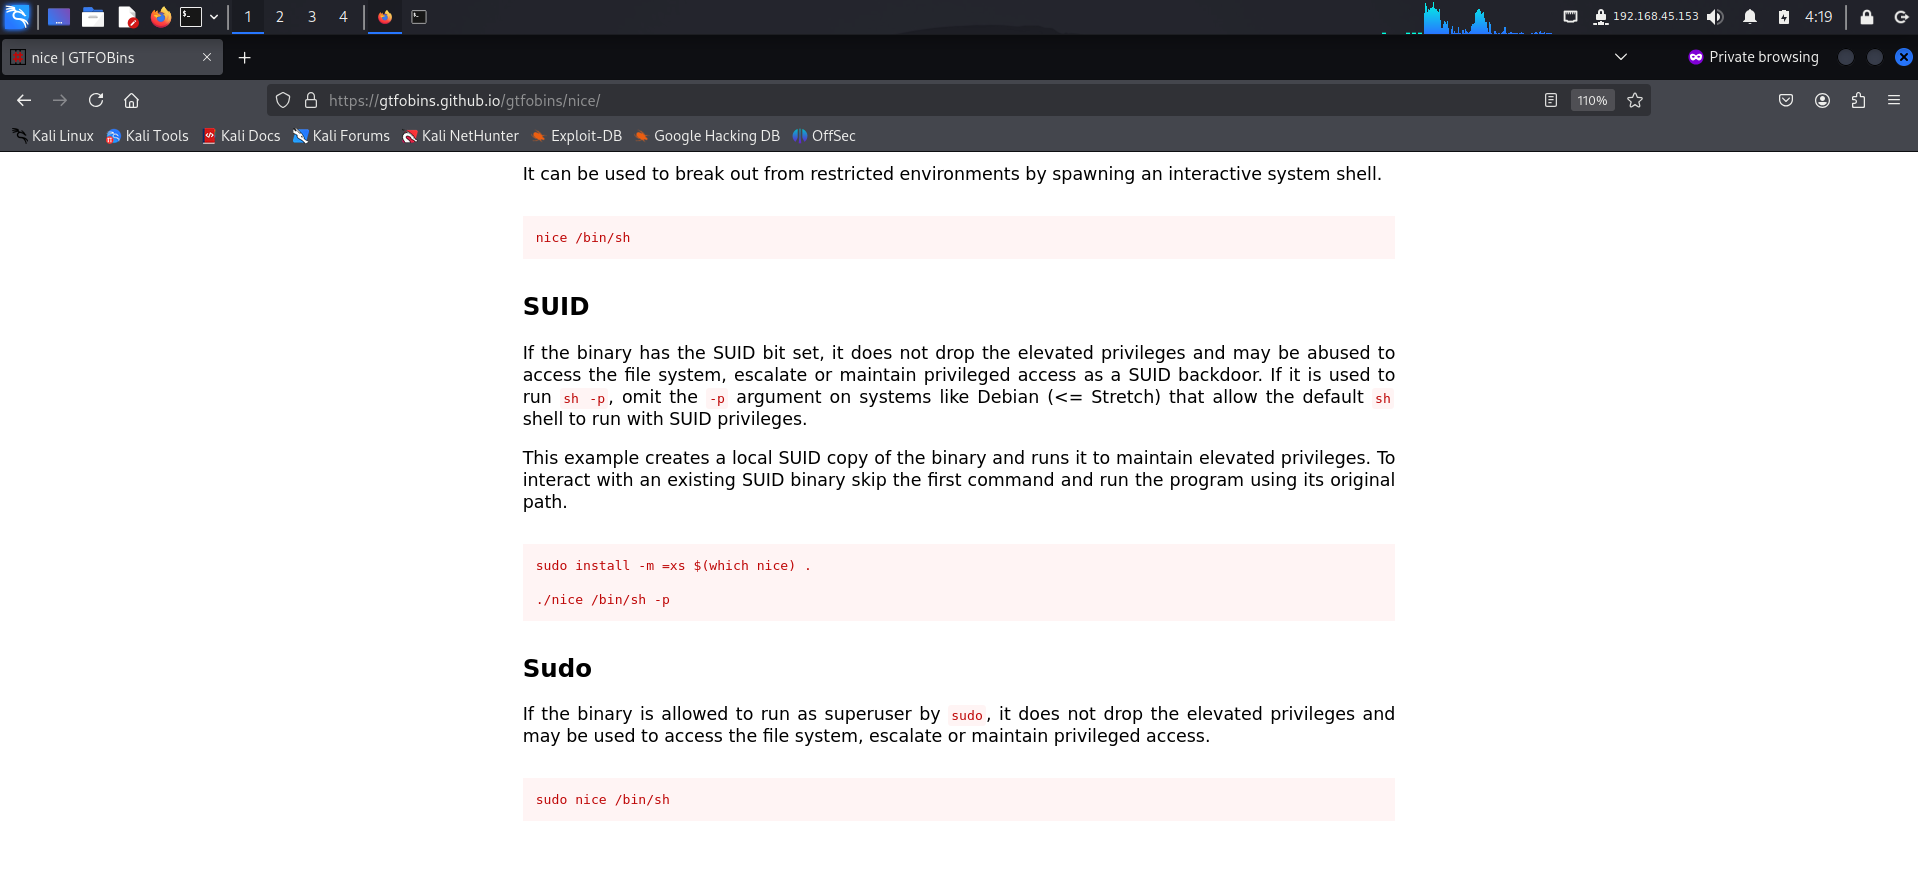 1 2 3 4 192.168.45.153 4:19
nice | GTFOBins Private browsing
https://gtfobins.github.io/gtfobins/nice/ 110%
Kali Linux Kali Tools Kali Docs Kali Forums Kali NetHunter Exploit-DB Google Hacking DB OffSec
It can be used to break out from restricted environments by spawning an interactive system shell.
nice /bin/sh
SUID
If the binary has the SUID bit set, it does not drop the elevated privileges and may be abused to
access the file system, escalate or maintain privileged access as a SUID backdoor. If it is used to
run sh -p, omit the -p argument on systems like Debian (<= Stretch) that allow the default sh
shell to run with SUID privileges.
This example creates a local SUID copy of the binary and runs it to maintain elevated privileges. To
interact with an existing SUID binary skip the first command and run the program using its original
path.
sudo install -m =xs $(which nice) .
./nice /bin/sh -p
Sudo
If the binary is allowed to run as superuser by sudo, it does not drop the elevated privileges and
may be used to access the file system, escalate or maintain privileged access.
sudo nice /bin/sh